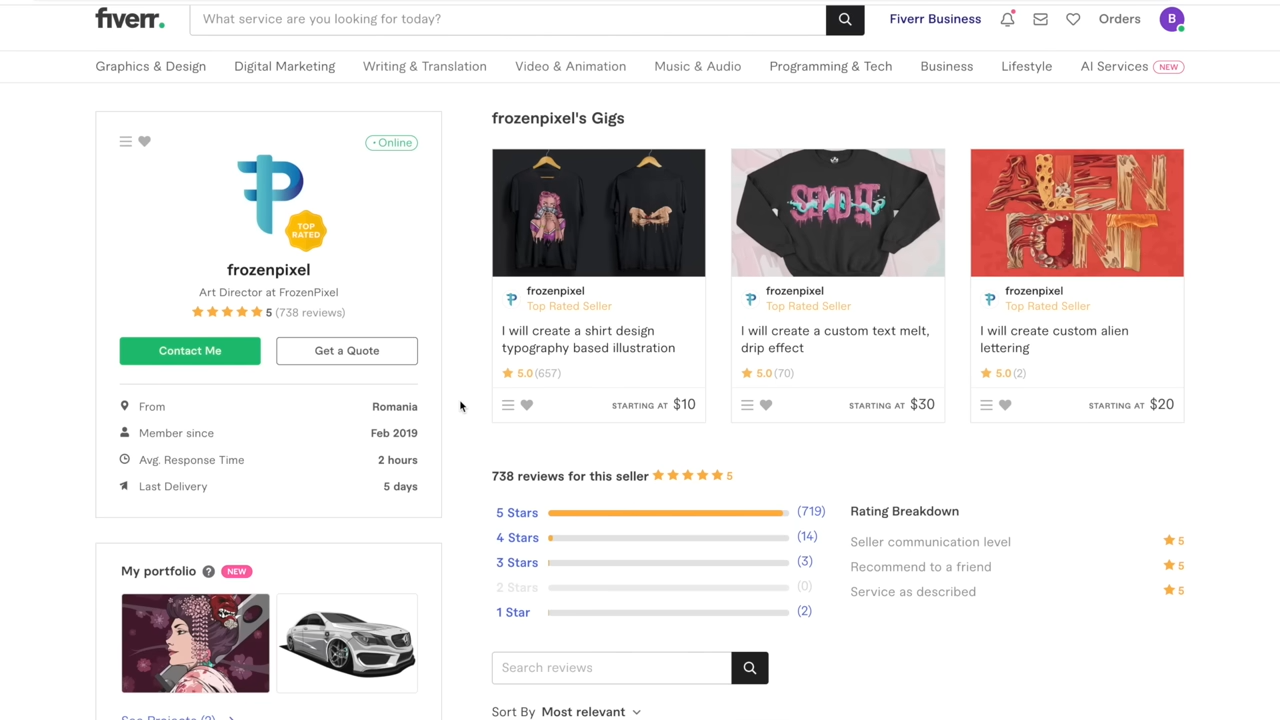 fiverr.
What service are you looking for today?
Fiverr Business
Orders
B
Graphics & Design
Digital Marketing
Writing & Translation
Video & Animation
Music & Audio
Programming & Tech
Business
Lifestyle
AI Services NEW
• Online
TOP
RATED
frozenpixel
Art Director at FrozenPixel
5 (738 reviews)
Contact Me
Get a Quote
From Romania
Member since Feb 2019
Avg. Response Time 2 hours
Last Delivery 5 days
My portfolio ? NEW
See Projects (2)
frozenpixel's Gigs
frozenpixel
Top Rated Seller
I will create a shirt design
typography based illustration
5.0 (657)
STARTING AT $10
SEND IT
frozenpixel
Top Rated Seller
I will create a custom text melt,
drip effect
5.0 (70)
STARTING AT $30
ALIEN
FONT
frozenpixel
Top Rated Seller
I will create custom alien
lettering
5.0 (2)
STARTING AT $20
738 reviews for this seller 5
5 Stars (719)
4 Stars (14)
3 Stars (3)
2 Stars (0)
1 Star (2)
Rating Breakdown
Seller communication level 5
Recommend to a friend 5
Service as described 5
Search reviews
Sort By Most relevant